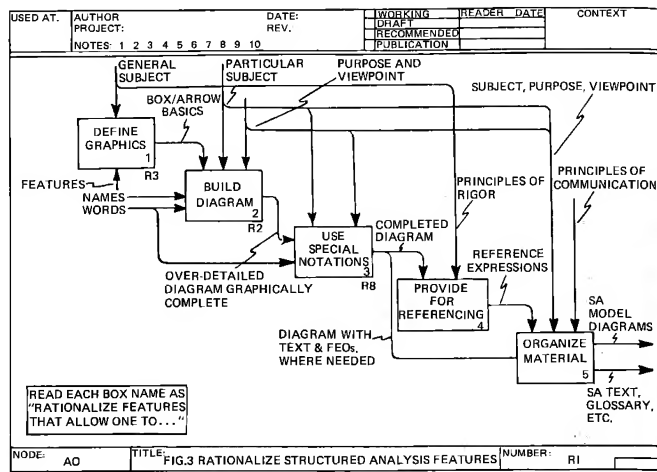 USED AT.
AUTHOR
PROJECT:
DATE:
REV.
NOTES: 1 2 3 4 5 6 7 8 9 10
WORKING
DRAFT
RECOMMENDED
PUBLICATION
READER DATE
CONTEXT
GENERAL
SUBJECT
PARTICULAR
SUBJECT
PURPOSE AND
VIEWPOINT
SUBJECT, PURPOSE, VIEWPOINT
BOX/ARROW
BASICS
DEFINE
GRAPHICS
1
R3
FEATURES
NAMES
WORDS
BUILD
DIAGRAM
2
R2
PRINCIPLES OF
COMMUNICATION
PRINCIPLES OF
RIGOR
USE
SPECIAL
NOTATIONS
3
R8
COMPLETED
DIAGRAM
REFERENCE
EXPRESSIONS
OVER-DETAILED
DIAGRAM GRAPHICALLY
COMPLETE
PROVIDE
FOR
REFERENCING
4
DIAGRAM WITH
TEXT & FEOs,
WHERE NEEDED
ORGANIZE
MATERIAL
5
SA
MODEL
DIAGRAMS
SA TEXT,
GLOSSARY,
ETC.
READ EACH BOX NAME AS
"RATIONALIZE FEATURES
THAT ALLOW ONE TO..."
NODE: AO
TITLE: FIG.3 RATIONALIZE STRUCTURED ANALYSIS FEATURES
NUMBER: RI